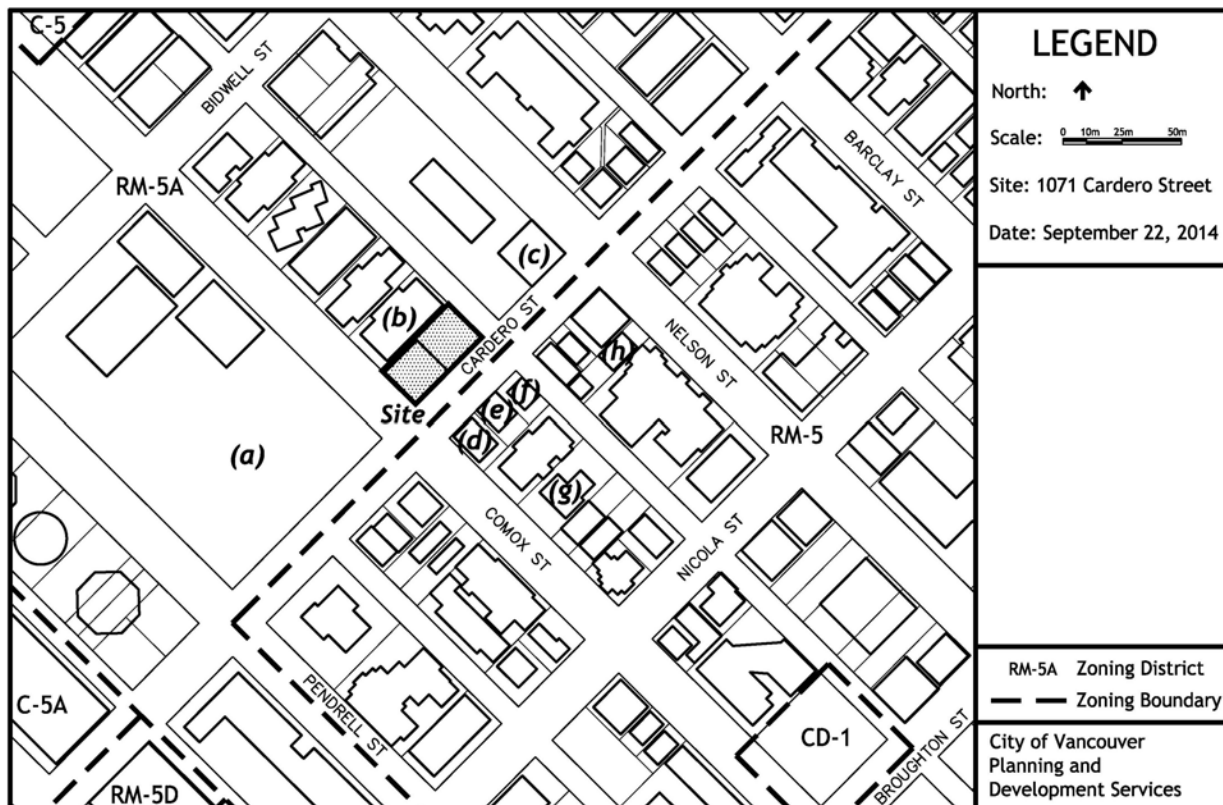 C-5
BIDWELL ST
RM-5A
BARCLAY ST
(c)
(b)
CARDERO ST
NELSON ST
(h)
Site
(f)
(e)
(d)
RM-5
(a)
(g)
COMOX ST
NICOLA ST
PENDRELL ST
C-5A
CD-1
BROUGHTON ST
RM-5D
LEGEND
North:
Scale: 0 10m 25m 50m
Site: 1071 Cardero Street
Date: September 22, 2014
RM-5A Zoning District
Zoning Boundary
City of Vancouver
Planning and
Development Services